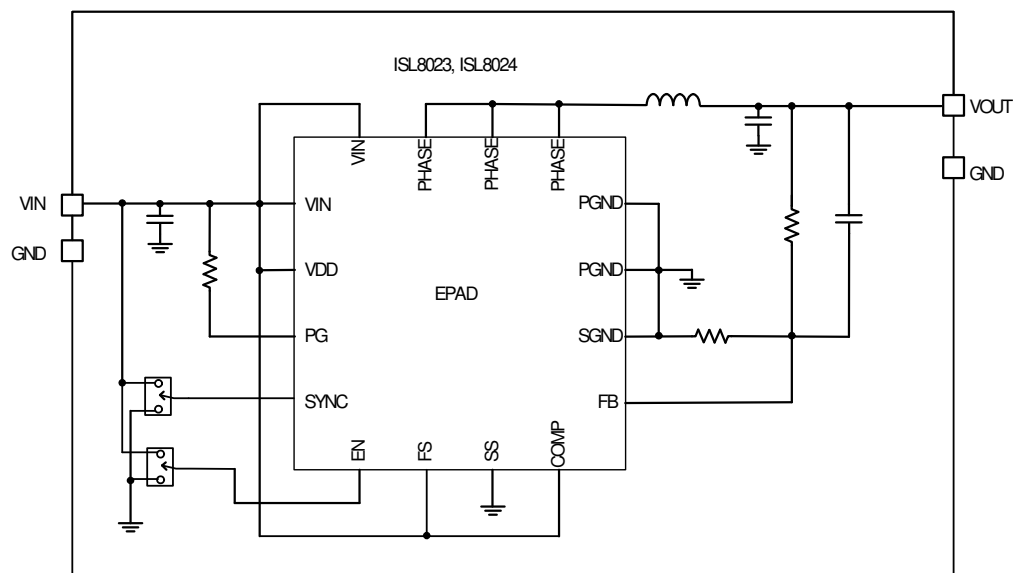 ISL8023, ISL8024
VOUT
GND
VIN
GND
VIN
PHASE
PHASE
PHASE
VIN
VDD
PG
SYNC
EPAD
PGND
PGND
SGND
FB
EN
FS
SS
COMP